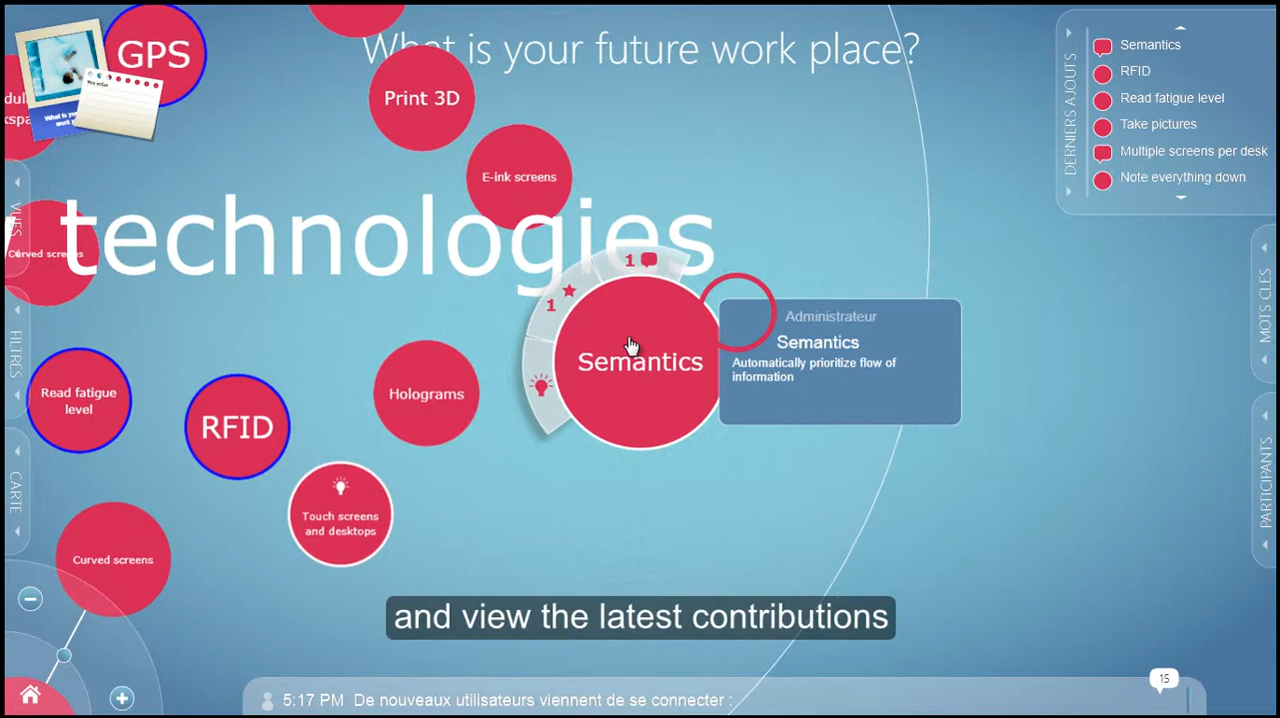 What is your future work place?
GPS
Print 3D
E-ink screens
technologies
Curved screens
1
1
Semantics
Administrateur
Semantics
Automatically prioritize flow of
information
Holograms
Read fatigue
level
RFID
Touch screens
and desktops
Curved screens
VUES
FILTRES
CARTE
DERNIERS AJOUTS
Semantics
RFID
Read fatigue level
Take pictures
Multiple screens per desk
Note everything down
MOTS CLES
PARTICIPANTS
and view the latest contributions
15
5:17 PM De nouveaux utilisateurs viennent de se connecter :